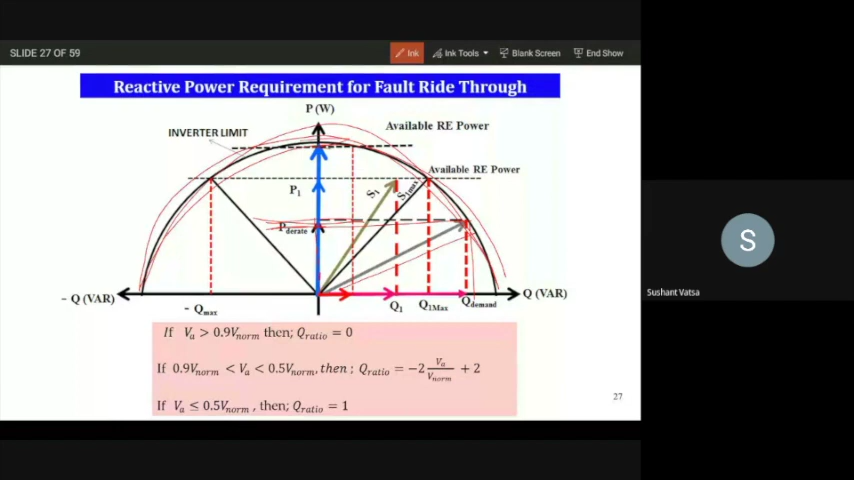 SLIDE 27 OF 59
Ink
Ink Tools
Blank Screen
End Show
Reactive Power Requirement for Fault Ride Through
P (W)
Available RE Power
INVERTER LIMIT
Available RE Power
P₁
S₁
S₁max
Pderate
− Q (VAR)
Q (VAR)
− Qmax
Q₁
Q₁Max
Qdemand
If Va > 0.9Vnorm then; Qratio = 0
If 0.9Vnorm < Va < 0.5Vnorm, then ; Qratio = −2 Va/Vnorm + 2
If Va ≤ 0.5Vnorm , then; Qratio = 1
27
S
Sushant Vatsa